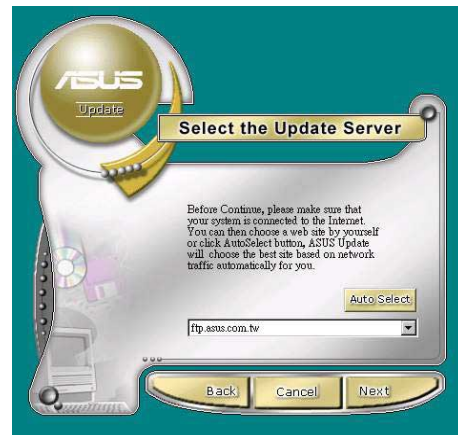 ASUS
Update
Select the Update Server
Before Continue, please make sure that
your system is connected to the Internet.
You can then choose a web site by yourself
or click AutoSelect button, ASUS Update
will choose the best site based on network
traffic automatically for you.
Auto Select
ftp.asus.com.tw
Back Cancel Next